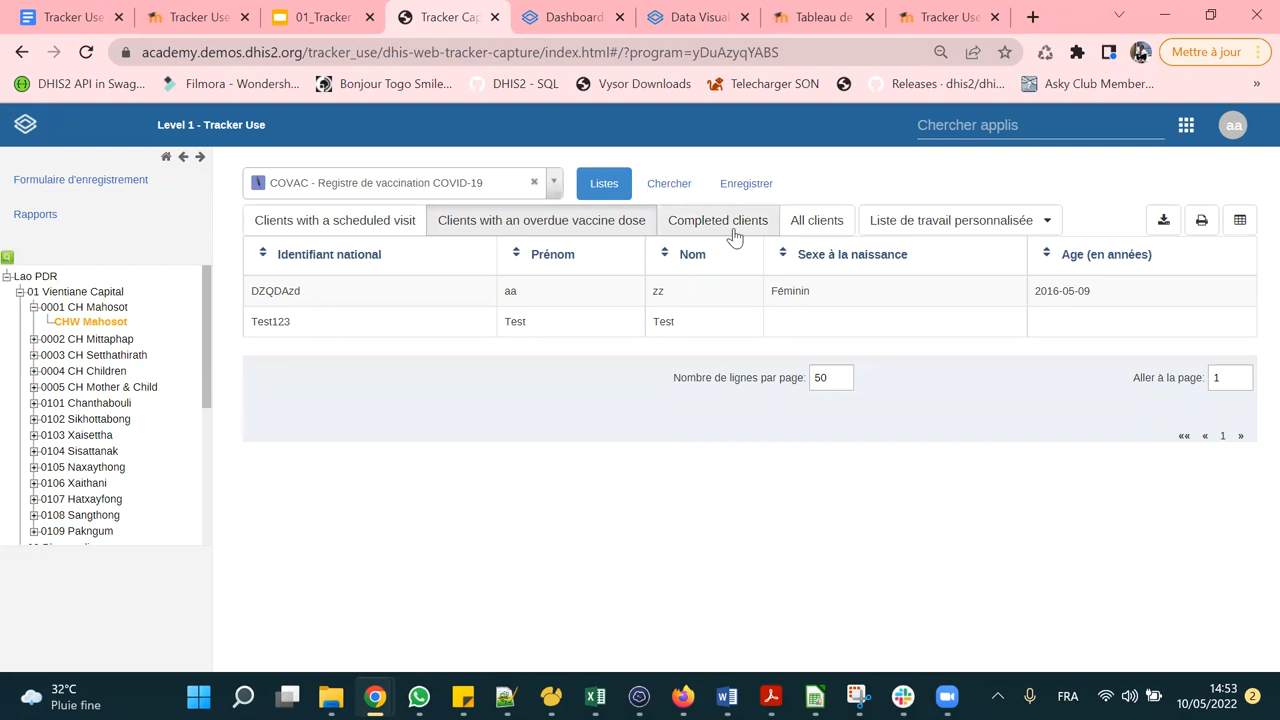 Tracker Use
Tracker Use
01_Tracker
Tracker Cap
Dashboard
Data Visual
Tableau de
Tracker Use
academy.demos.dhis2.org/tracker_use/dhis-web-tracker-capture/index.html#/?program=yDuAzyqYABS
Mettre à jour
DHIS2 API in Swag...
Filmora - Wondersh...
Bonjour Togo Smile...
DHIS2 - SQL
Vysor Downloads
Telecharger SON
Releases · dhis2/dhi...
Asky Club Member...
»
Level 1 - Tracker Use
Chercher applis
aa
Formulaire d'enregistrement
Rapports
COVAC - Registre de vaccination COVID-19
Listes
Chercher
Enregistrer
Clients with a scheduled visit
Clients with an overdue vaccine dose
Completed clients
All clients
Liste de travail personnalisée
Identifiant national
Prénom
Nom
Sexe à la naissance
Age (en années)
DZQDAzd
aa
zz
Féminin
2016-05-09
Test123
Test
Test
Nombre de lignes par page: 50
Aller à la page: 1
«« « 1 »
Lao PDR
01 Vientiane Capital
0001 CH Mahosot
CHW Mahosot
0002 CH Mittaphap
0003 CH Setthathirath
0004 CH Children
0005 CH Mother & Child
0101 Chanthabouli
0102 Sikhottabong
0103 Xaisettha
0104 Sisattanak
0105 Naxaythong
0106 Xaithani
0107 Hatxayfong
0108 Sangthong
0109 Pakngum
32°C
Pluie fine
FRA
14:53
10/05/2022
2